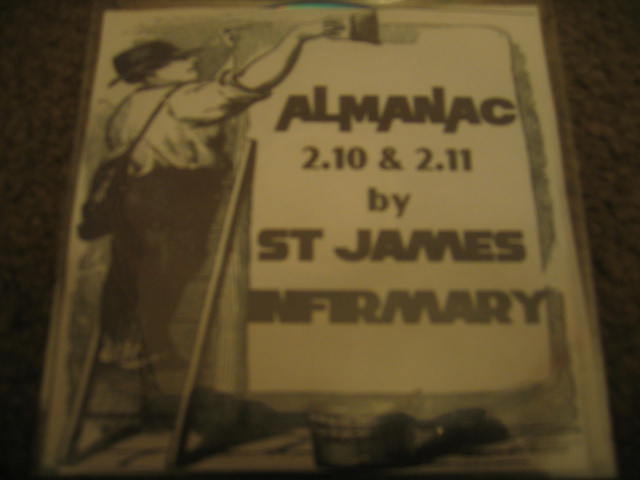 ALMANAC
2.10 & 2.11
by
ST JAMES
INFIRMARY